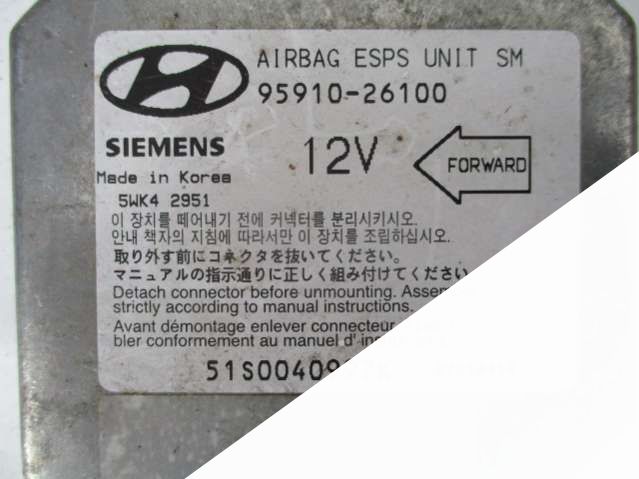 AIRBAG ESPS UNIT SM
95910-26100
SIEMENS
12V
FORWARD
Made in Korea
5WK4 2951
이 장치를 떼어내기 전에 커넥터를 분리시키시오.
안내 책자의 지침에 따라서만 이 장치를 조립하십시오.
取り外す前にコネクタを抜いてください。
マニュアルの指示通りに正しく組み付けてください
Detach connector before unmounting.
strictly according to manual instructions.
Avant démontage enlever connecteur
bler conformement au manuel